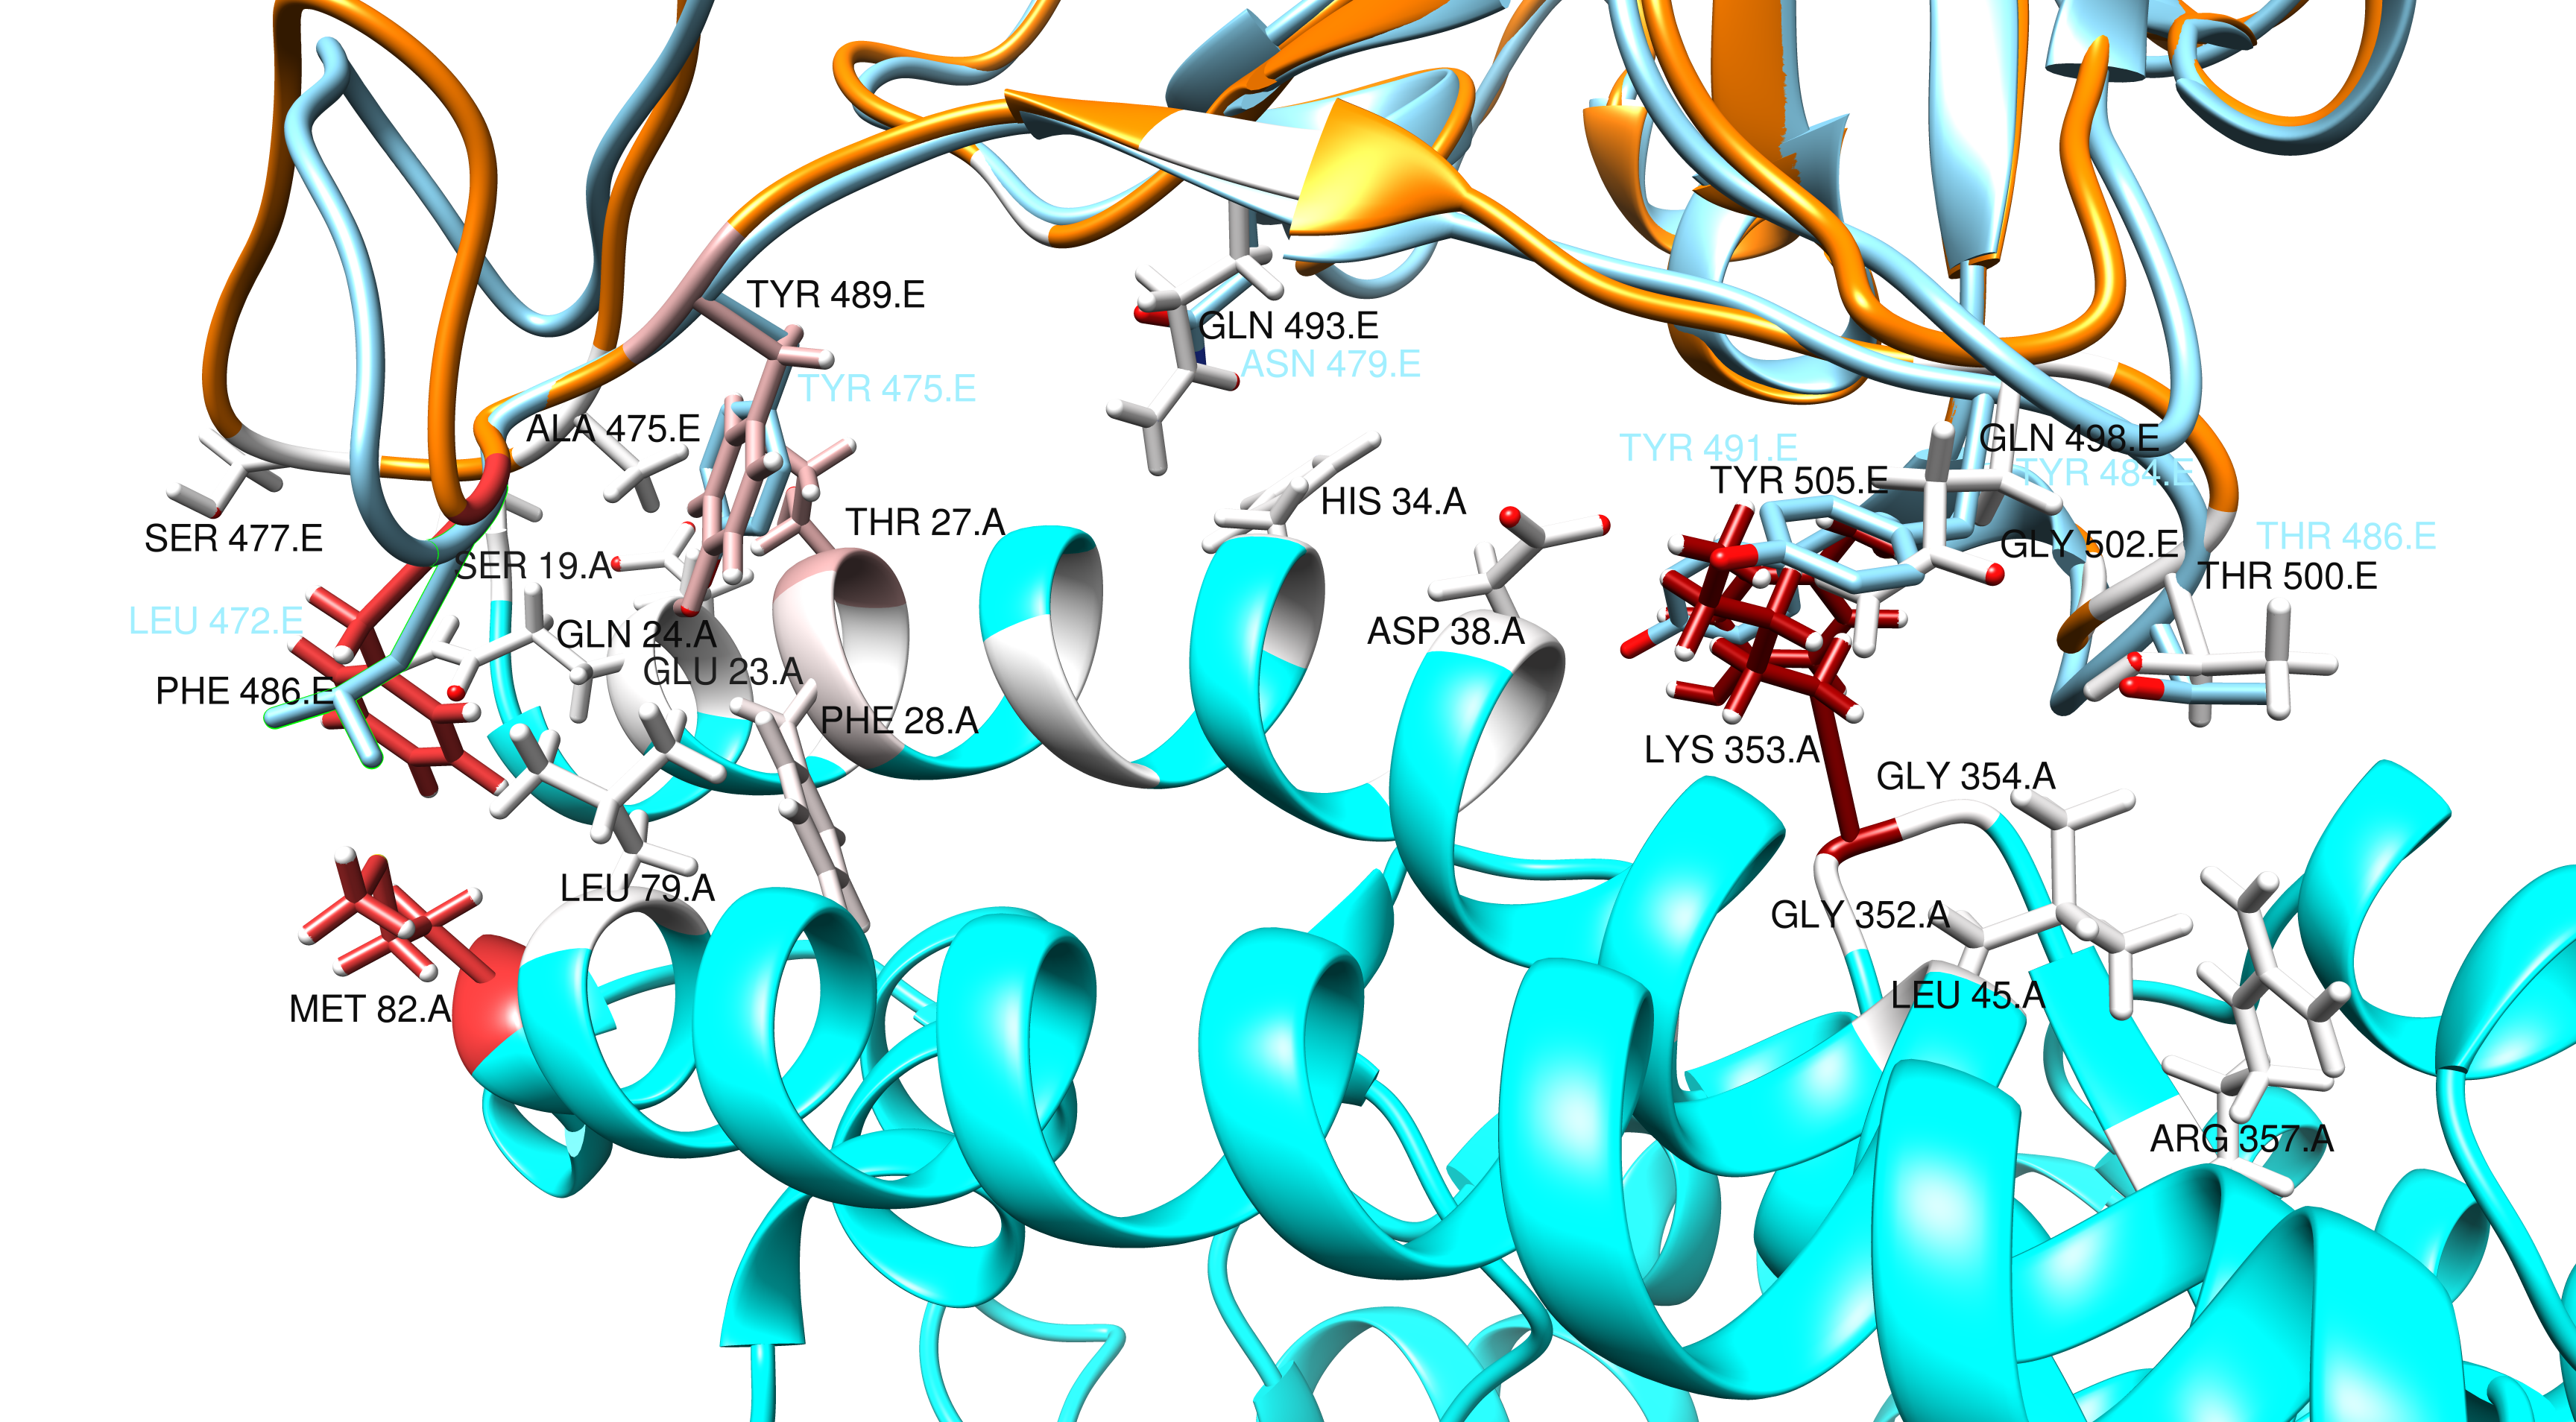 TYR 489.E
GLN 493.E
ASN 479.E
TYR 475.E
ALA 475.E
TYR 491.E
GLN 498.E
TYR 484.E
TYR 505.E
HIS 34.A
THR 27.A
SER 477.E
SER 19.A
GLY 502.E
THR 486.E
THR 500.E
LEU 472.E
GLN 24.A
ASP 38.A
GLU 23.A
PHE 486.E
PHE 28.A
LYS 353.A
GLY 354.A
LEU 79.A
GLY 352.A
MET 82.A
LEU 45.A
ARG 357.A